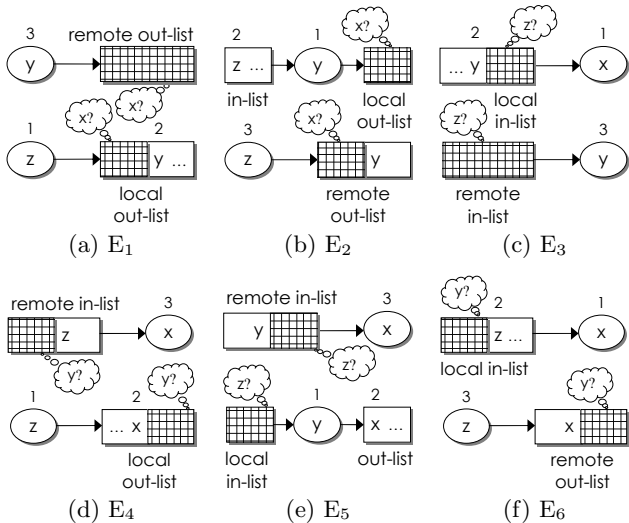 3 remote out-list
y
x? x?
1 2
z y ...
local
out-list
(a) E1
2 1 x?
z ... y
in-list local
out-list
3 x?
z y
remote
out-list
(b) E2
2 z? 1
... y x
local
in-list
z? 3
y
remote
in-list
(c) E3
remote in-list 3
z x
y?
1 2 y?
z ... x
local
out-list
(d) E4
remote in-list 3
y x
z?
z? 1 2
y x ...
local out-list
in-list
(e) E5
y? 2 1
z ... x
local in-list
3 y?
z x
remote
out-list
(f) E6